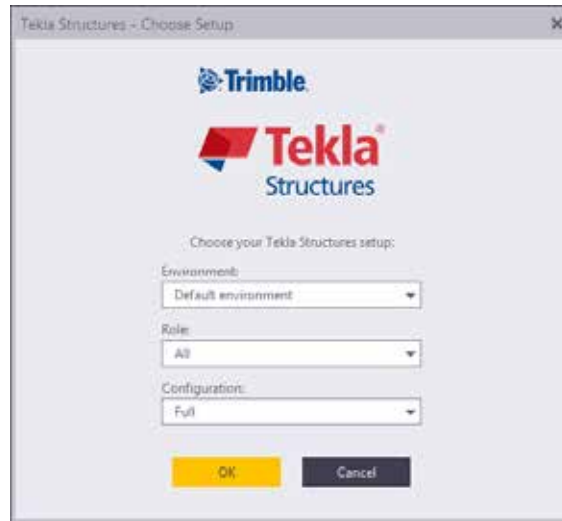 Tekla Structures - Choose Setup
Trimble.
Tekla®
Structures
Choose your Tekla Structures setup:
Environment:
Default environment
Role:
All
Configuration:
Full
OK
Cancel